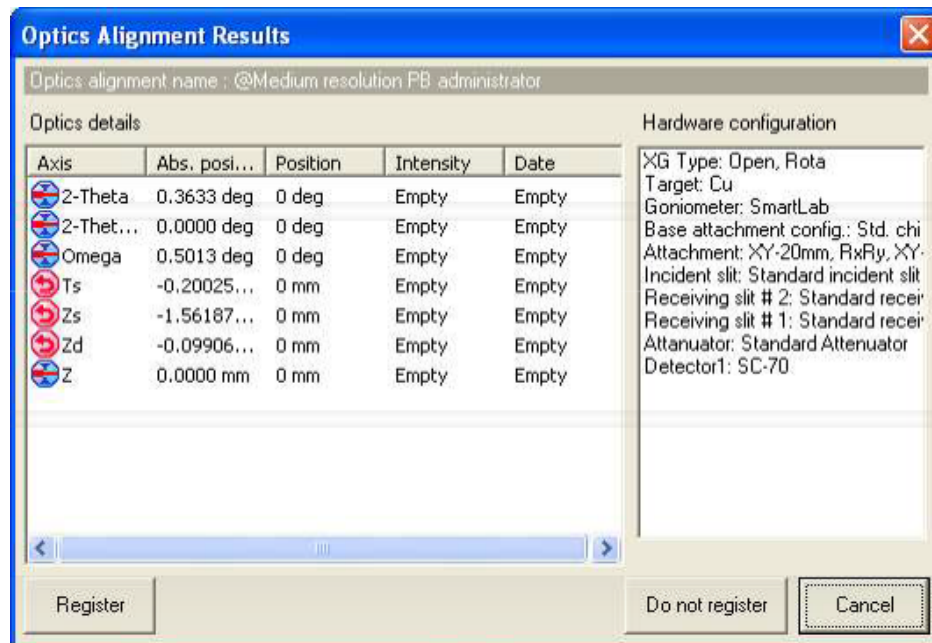 Optics Alignment Results
Optics alignment name : @Medium resolution PB administrator
Optics details
Axis Abs. posi... Position Intensity Date
2-Theta 0.3633 deg 0 deg Empty Empty
2-Thet... 0.0000 deg 0 deg Empty Empty
Omega 0.5013 deg 0 deg Empty Empty
Ts -0.20025... 0 mm Empty Empty
Zs -1.56187... 0 mm Empty Empty
Zd -0.09906... 0 mm Empty Empty
Z 0.0000 mm 0 mm Empty Empty
Hardware configuration
XG Type: Open, Rota
Target: Cu
Goniometer: SmartLab
Base attachment config.: Std. chi
Attachment: XY-20mm, RxRy, XY-
Incident slit: Standard incident slit
Receiving slit # 2: Standard recei
Receiving slit # 1: Standard recei
Attanuator: Standard Attenuator
Detector1: SC-70
Register
Do not register
Cancel